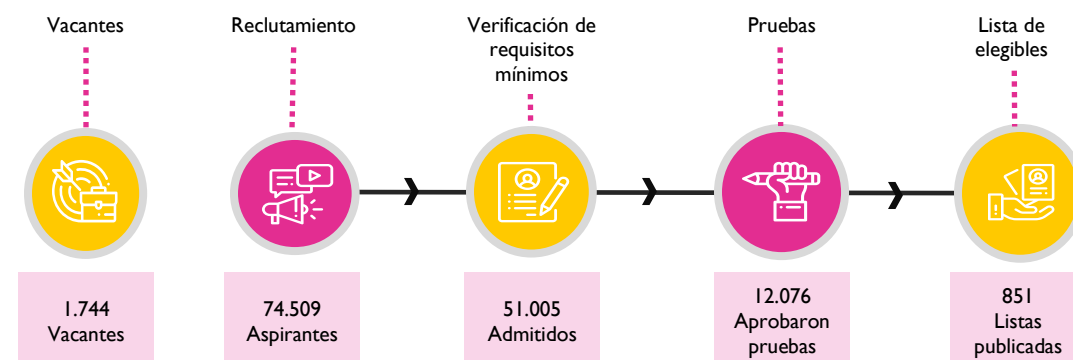 Vacantes
Reclutamiento
Verificación de
requisitos
mínimos
Pruebas
Lista de
elegibles
1.744
Vacantes
74.509
Aspirantes
51.005
Admitidos
12.076
Aprobaron
pruebas
851
Listas
publicadas